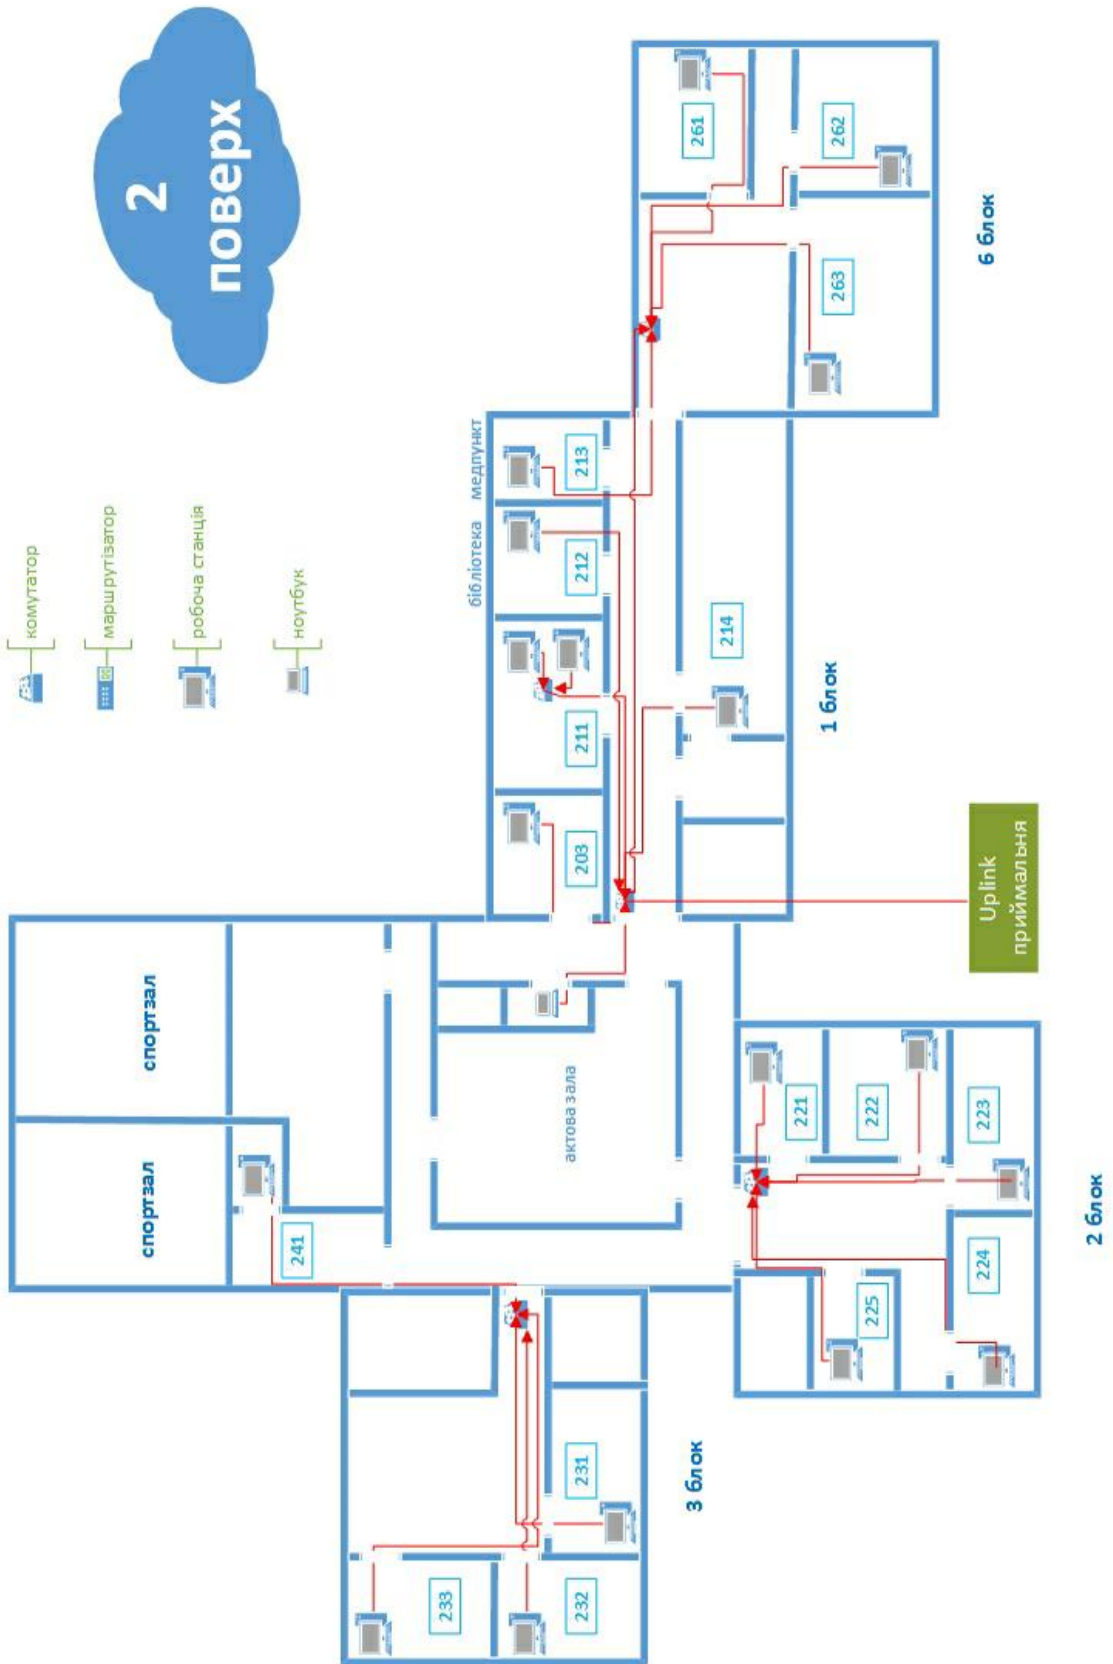 2
поверх
комутатор
маршрутізатор
робоча станція
ноутбук
спортзал
спортзал
241
актова зала
203
211
212
213
бібліотека
медпункт
214
1 блок
261
262
263
6 блок
221
222
223
224
225
2 блок
231
232
233
3 блок
Uplink
приймальня